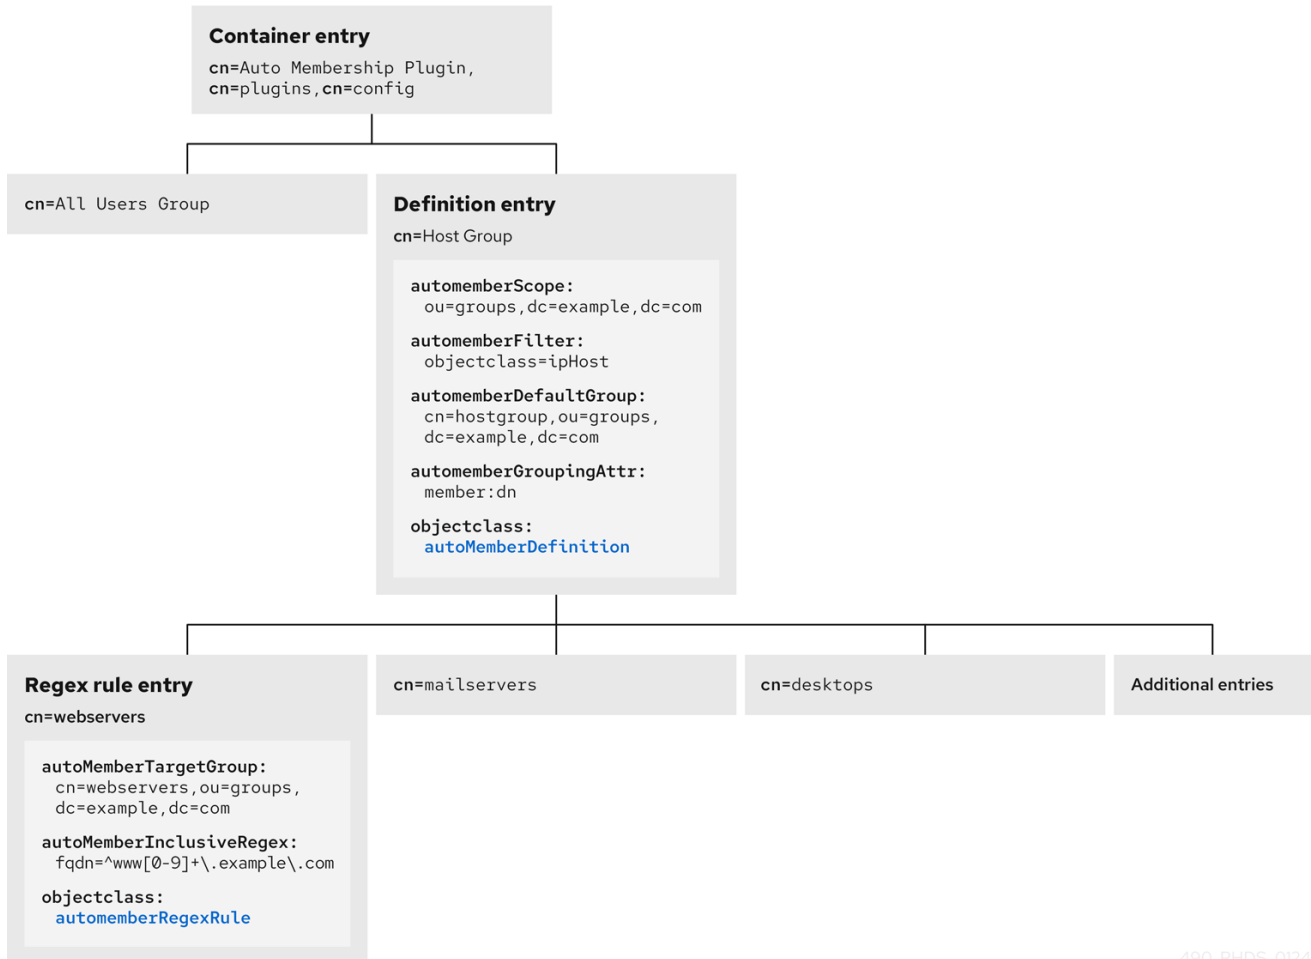 Container entry
cn=Auto Membership Plugin,
cn=plugins,cn=config
cn=All Users Group
Definition entry
cn=Host Group
automemberScope:
ou=groups,dc=example,dc=com
automemberFilter:
objectclass=ipHost
automemberDefaultGroup:
cn=hostgroup,ou=groups,
dc=example,dc=com
automemberGroupingAttr:
member:dn
objectclass:
autoMemberDefinition
Regex rule entry
cn=webservers
autoMemberTargetGroup:
cn=webservers,ou=groups,
dc=example,dc=com
autoMemberInclusiveRegex:
fqdn=^www[0-9]+\.example\.com
objectclass:
automemberRegexRule
cn=mailservers
cn=desktops
Additional entries
490_RHDS_0124